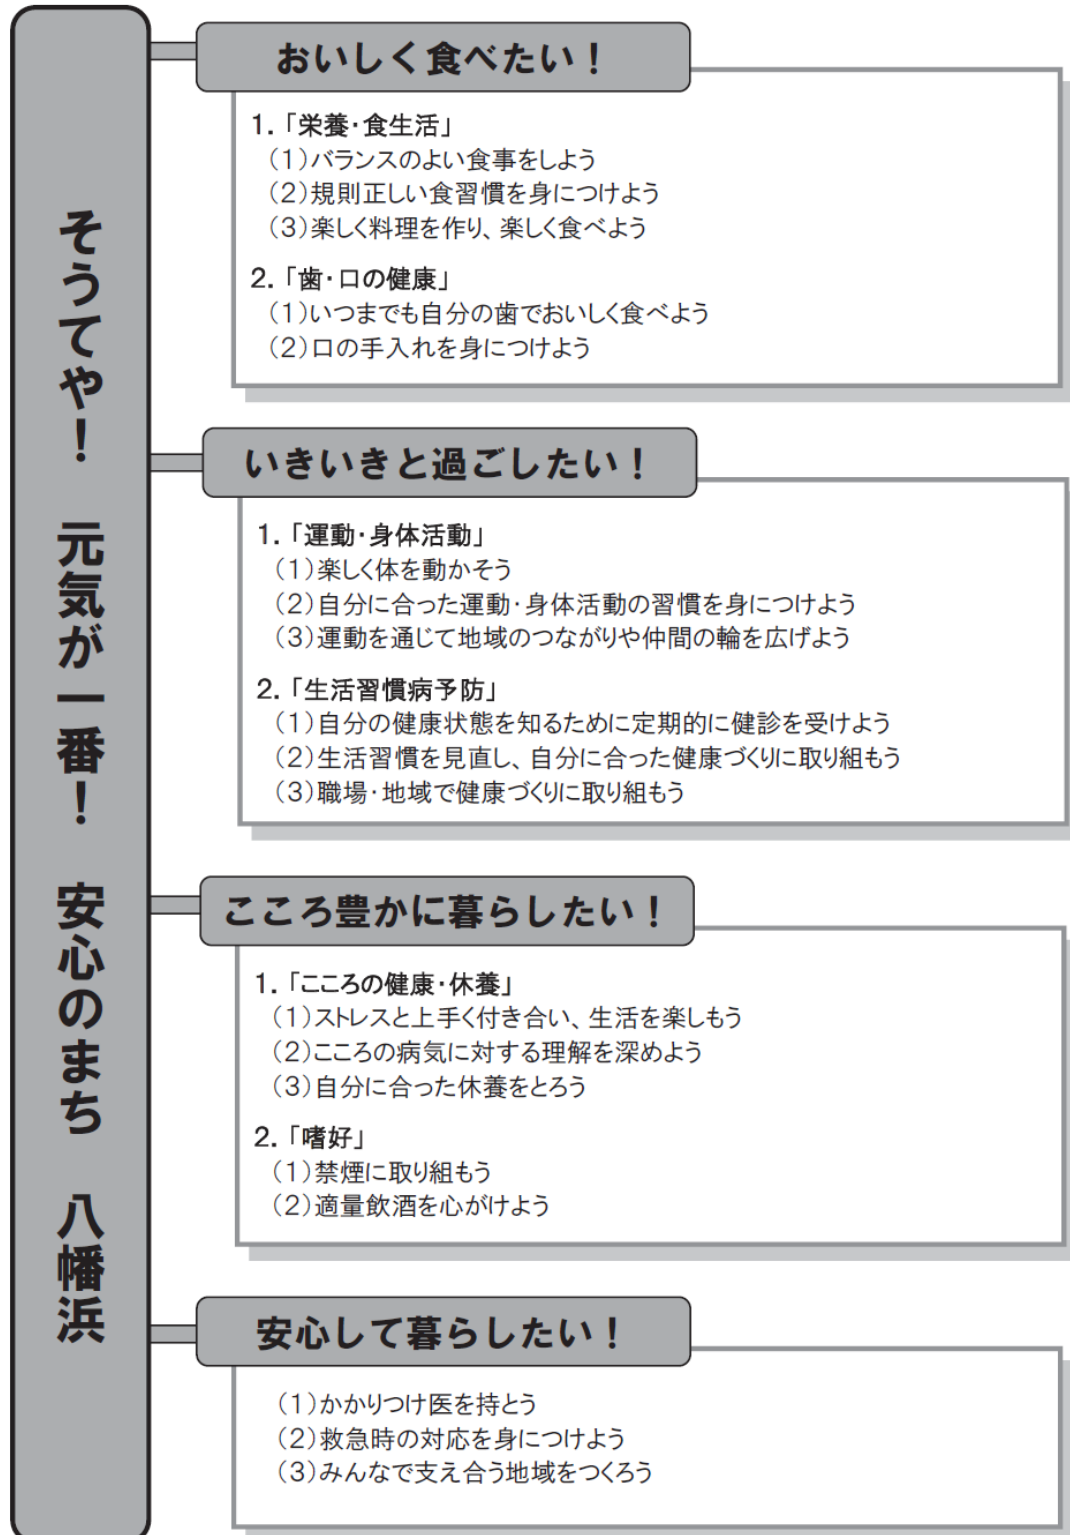 そうてや！　元気が一番！　安心のまち　八幡浜
おいしく食べたい！
1．「栄養・食生活」
（1）バランスのよい食事をしよう
（2）規則正しい食習慣を身につけよう
（3）楽しく料理を作り、楽しく食べよう
2．「歯・口の健康」
（1）いつまでも自分の歯でおいしく食べよう
（2）口の手入れを身につけよう
いきいきと過ごしたい！
1．「運動・身体活動」
（1）楽しく体を動かそう
（2）自分に合った運動・身体活動の習慣を身につけよう
（3）運動を通じて地域のつながりや仲間の輪を広げよう
2．「生活習慣病予防」
（1）自分の健康状態を知るために定期的に健診を受けよう
（2）生活習慣を見直し、自分に合った健康づくりに取り組もう
（3）職場・地域で健康づくりに取り組もう
こころ豊かに暮らしたい！
1．「こころの健康・休養」
（1）ストレスと上手く付き合い、生活を楽しもう
（2）こころの病気に対する理解を深めよう
（3）自分に合った休養をとろう
2．「嗜好」
（1）禁煙に取り組もう
（2）適量飲酒を心がけよう
安心して暮らしたい！
（1）かかりつけ医を持とう
（2）救急時の対応を身につけよう
（3）みんなで支え合う地域をつくろう